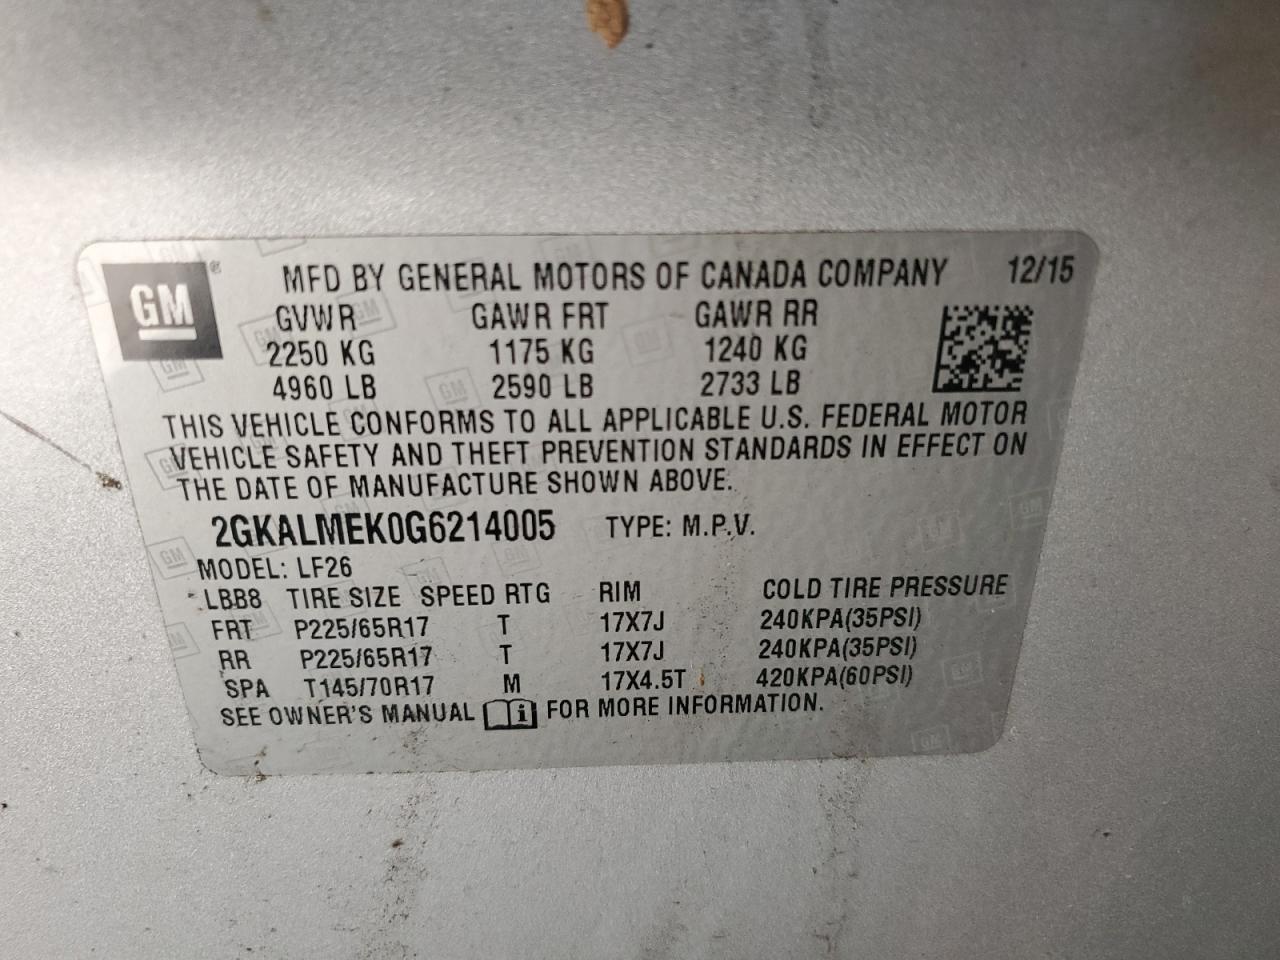 GM ® MFD BY GENERAL MOTORS OF CANADA COMPANY 12/15
GVWR GAWR FRT GAWR RR
2250 KG 1175 KG 1240 KG
4960 LB 2590 LB 2733 LB
THIS VEHICLE CONFORMS TO ALL APPLICABLE U.S. FEDERAL MOTOR
VEHICLE SAFETY AND THEFT PREVENTION STANDARDS IN EFFECT ON
THE DATE OF MANUFACTURE SHOWN ABOVE.
2GKALMEK0G6214005 TYPE: M.P.V.
MODEL: LF26
LBB8 TIRE SIZE SPEED RTG RIM COLD TIRE PRESSURE
FRT P225/65R17 T 17X7J 240KPA(35PSI)
RR P225/65R17 T 17X7J 240KPA(35PSI)
SPA T145/70R17 M 17X4.5T 420KPA(60PSI)
SEE OWNER'S MANUAL i FOR MORE INFORMATION.